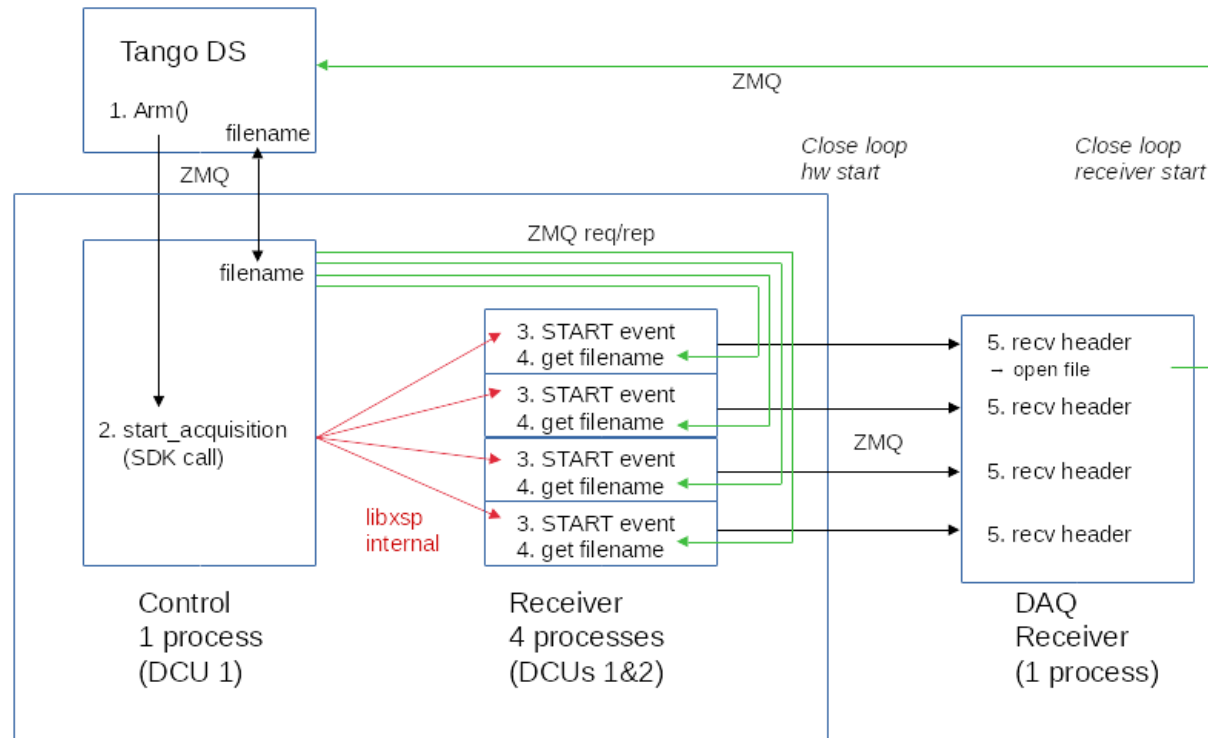 Tango DS
1. Arm()
filename
ZMQ
ZMQ
Close loop
hw start
Close loop
receiver start
filename
ZMQ req/rep
2. start_acquisition
(SDK call)
libxsp
internal
3. START event
4. get filename
3. START event
4. get filename
3. START event
4. get filename
3. START event
4. get filename
ZMQ
5. recv header
→ open file
5. recv header
5. recv header
5. recv header
Control
1 process
(DCU 1)
Receiver
4 processes
(DCUs 1&2)
DAQ
Receiver
(1 process)